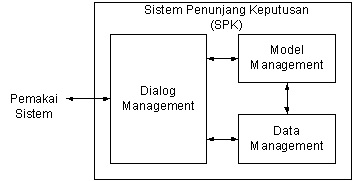 Sistem Penunjang Keputusan
(SPK)
Pemakai
Sistem
Dialog
Management
Model
Management
Data
Management